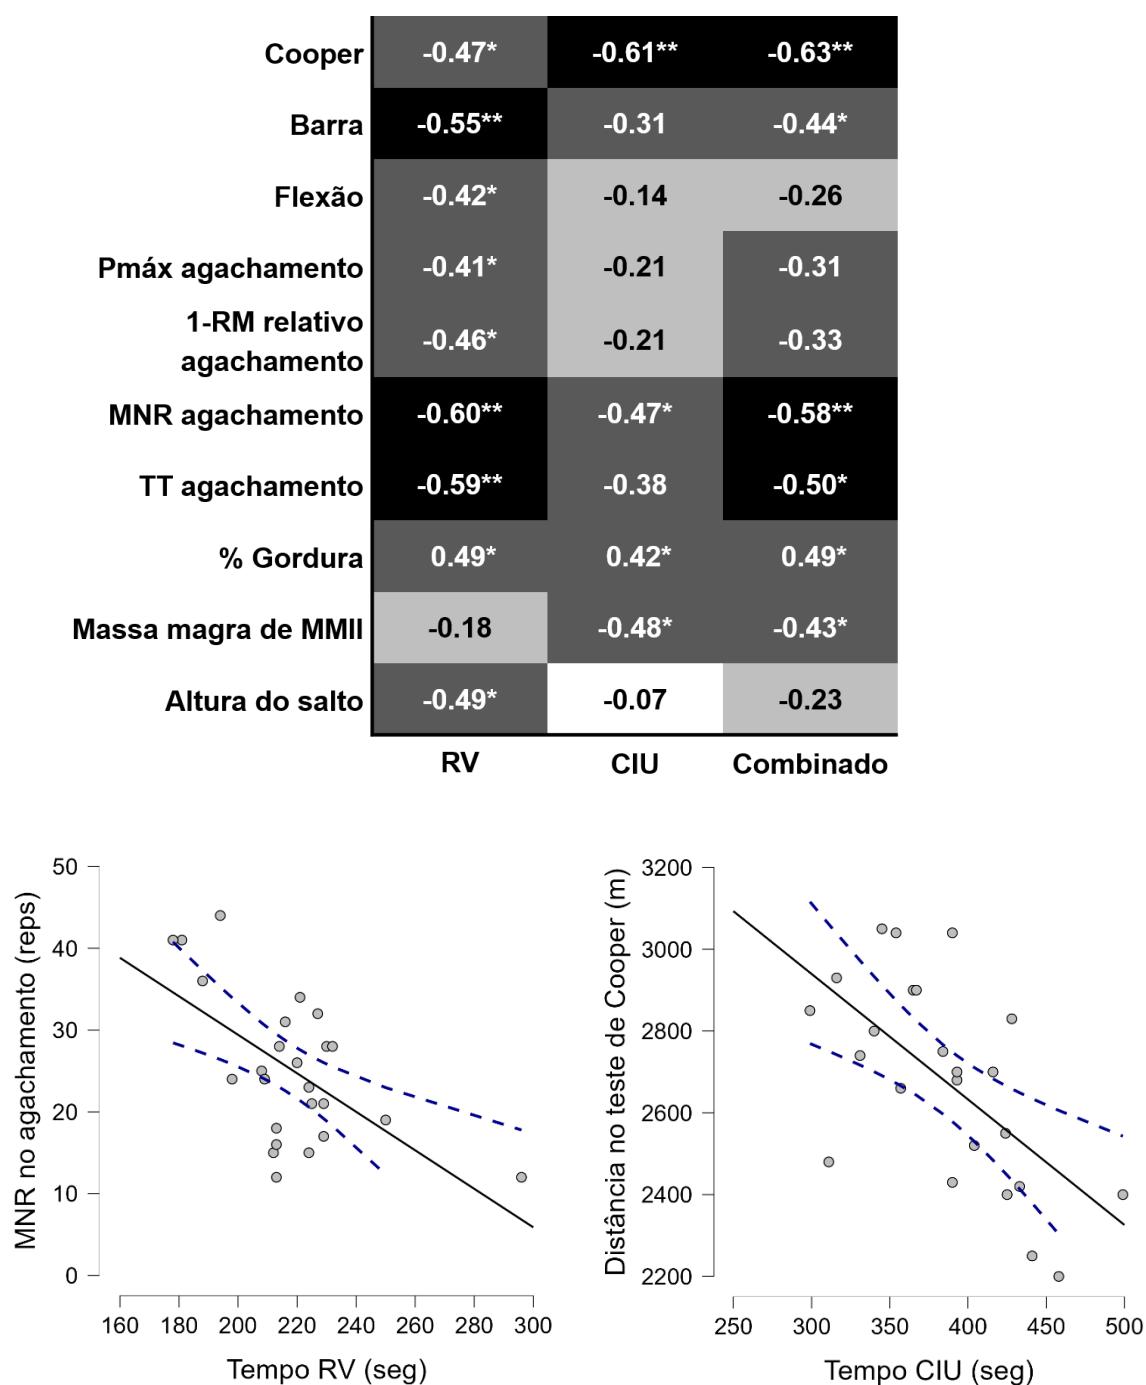 Cooper -0.47* -0.61** -0.63**
Barra -0.55** -0.31 -0.44*
Flexão -0.42* -0.14 -0.26
Pmáx agachamento -0.41* -0.21 -0.31
1-RM relativo
agachamento -0.46* -0.21 -0.33
MNR agachamento -0.60** -0.47* -0.58**
TT agachamento -0.59** -0.38 -0.50*
% Gordura 0.49* 0.42* 0.49*
Massa magra de MMII -0.18 -0.48* -0.43*
Altura do salto -0.49* -0.07 -0.23
RV CIU Combinado
MNR no agachamento (reps)
50
40
30
20
10
0
160 180 200 220 240 260 280 300
Tempo RV (seg)
Distância no teste de Cooper (m)
3200
3000
2800
2600
2400
2200
250 300 350 400 450 500
Tempo CIU (seg)